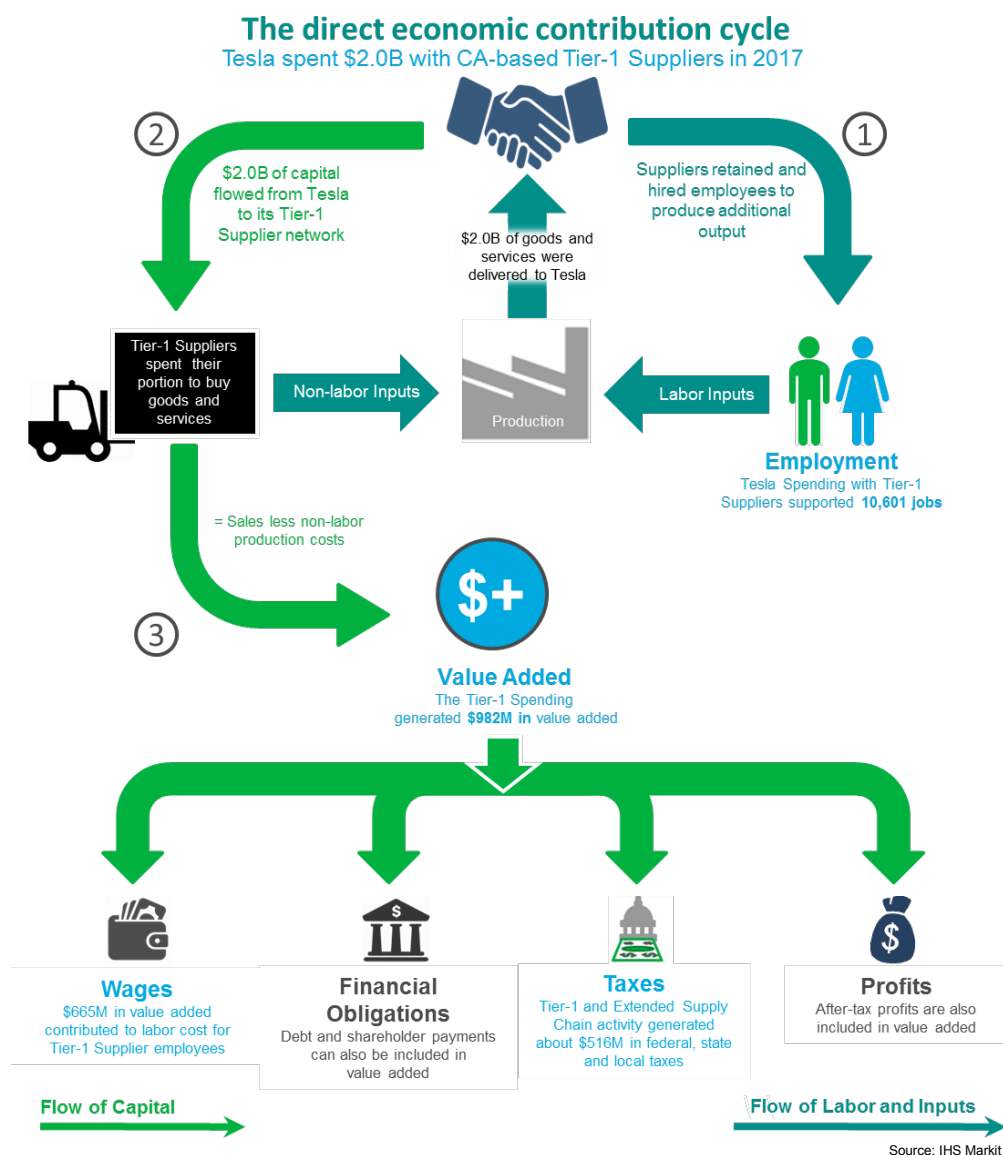 The direct economic contribution cycle
Tesla spent $2.0B with CA-based Tier-1 Suppliers in 2017
2
1
$2.0B of capital
flowed from Tesla
to its Tier-1
Supplier network
Suppliers retained and
hired employees to
produce additional
output
$2.0B of goods and
services were
delivered to Tesla
Tier-1 Suppliers
spent their
portion to buy
goods and
services
Non-labor Inputs
Production
Labor Inputs
Employment
Tesla Spending with Tier-1
Suppliers supported 10,601 jobs
= Sales less non-labor
production costs
3
$+
Value Added
The Tier-1 Spending
generated $982M in value added
$
$
Wages
$665M in value added
contributed to labor cost for
Tier-1 Supplier employees
Financial
Obligations
Debt and shareholder payments
can also be included in
value added
Taxes
Tier-1 and Extended Supply
Chain activity generated
about $516M in federal, state
and local taxes
Profits
After-tax profits are also
included in value added
Flow of Capital
Flow of Labor and Inputs
Source: IHS Markit